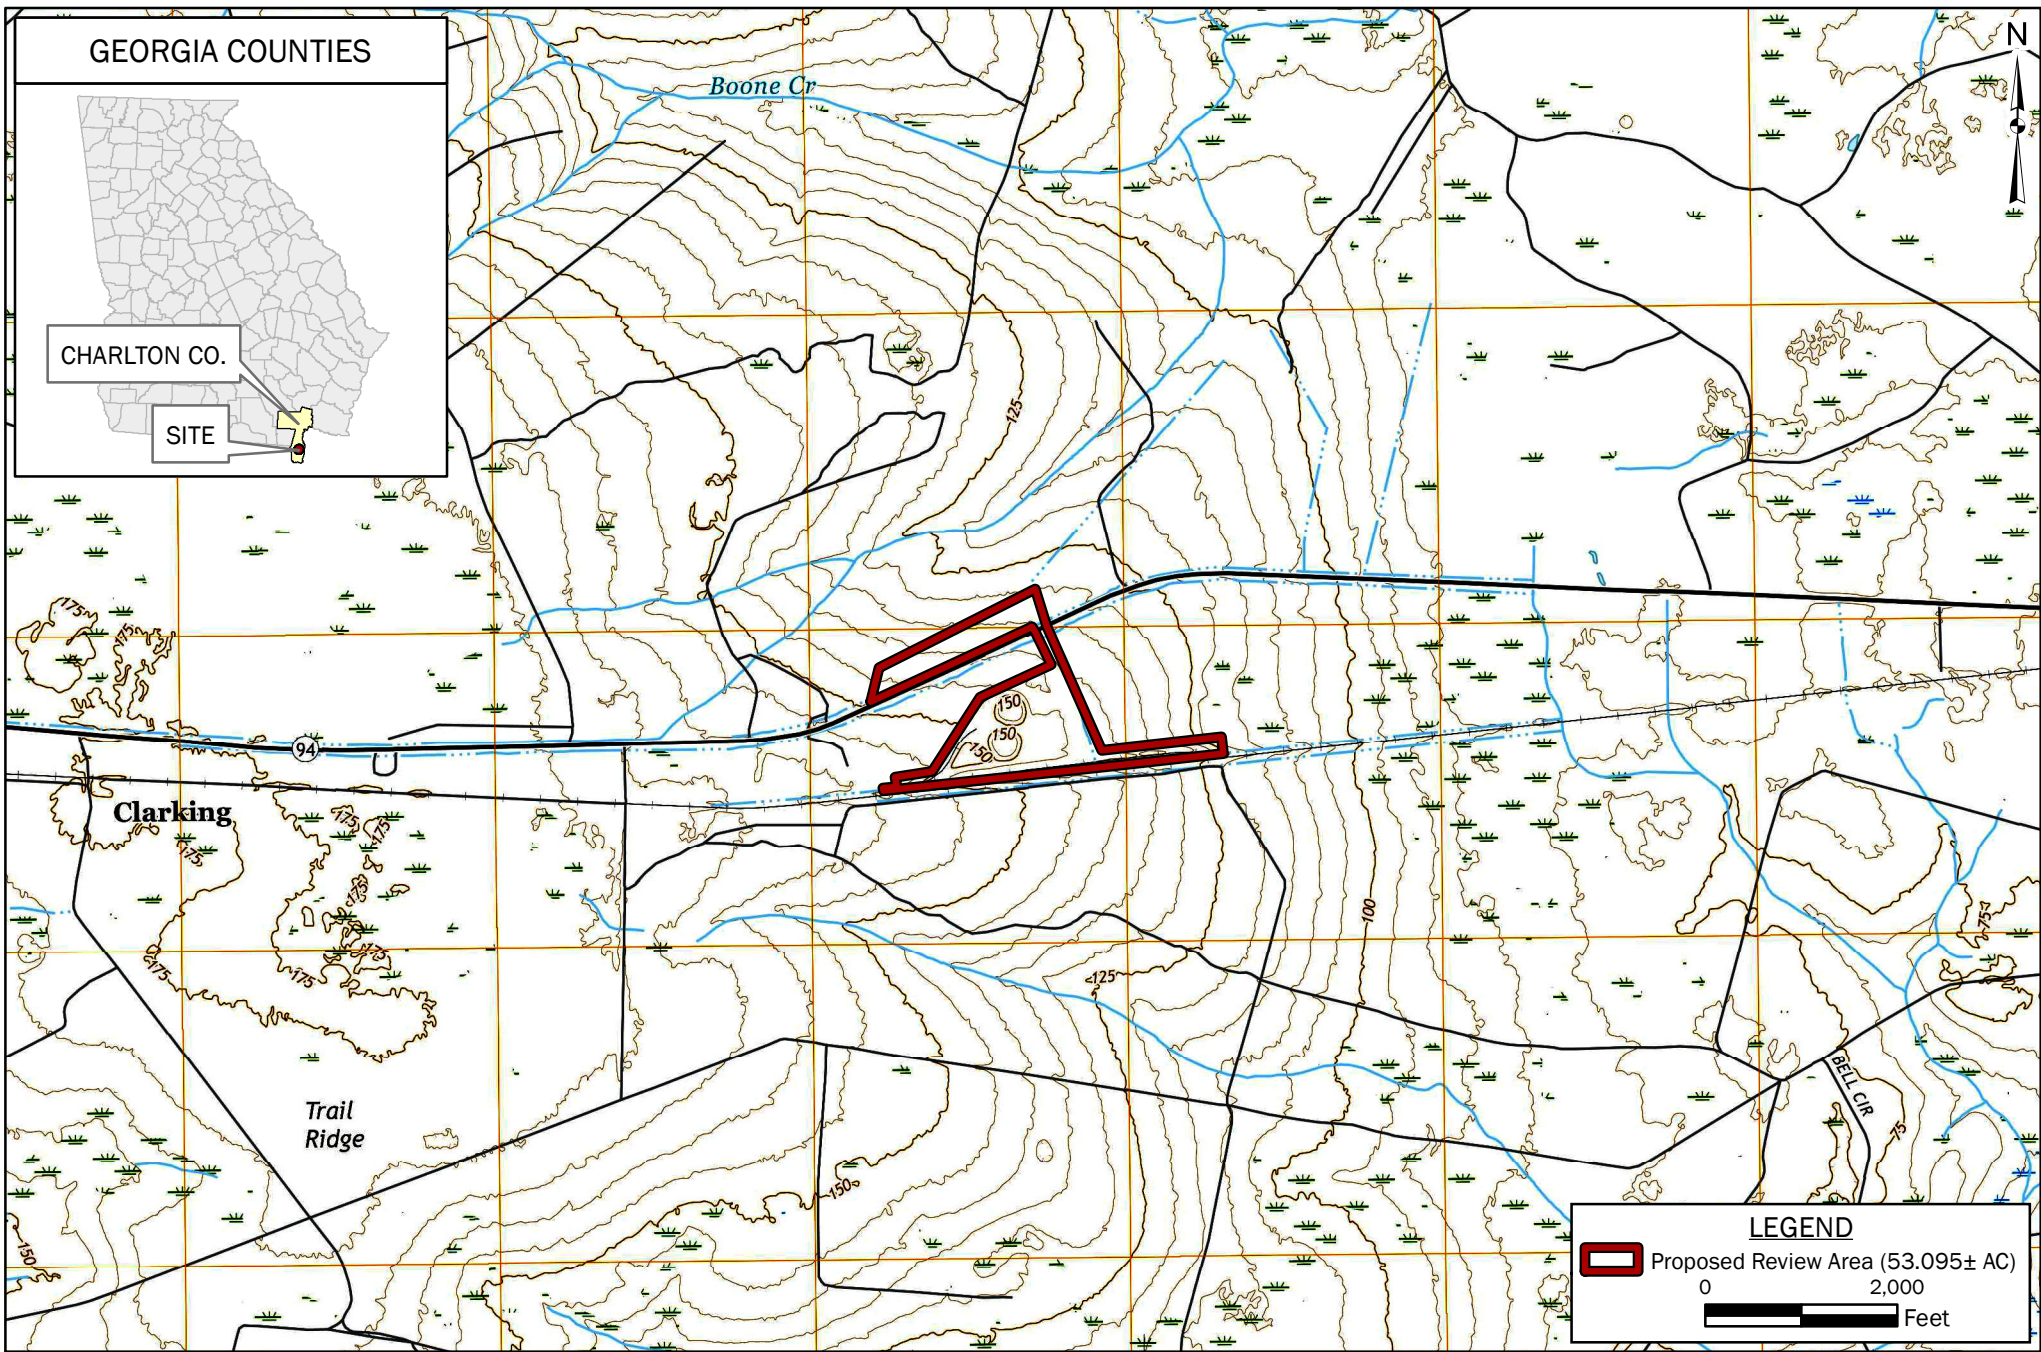 GEORGIA COUNTIES
CHARLTON CO.
SITE
N
Boone Cr
125
175
175
94
150
150
150
Clarking
175
175
175
175
175
175
175
100
125
75
Trail
Ridge
BELL CIR
75
150
150
LEGEND
Proposed Review Area (53.095± AC)
0 2,000
Feet